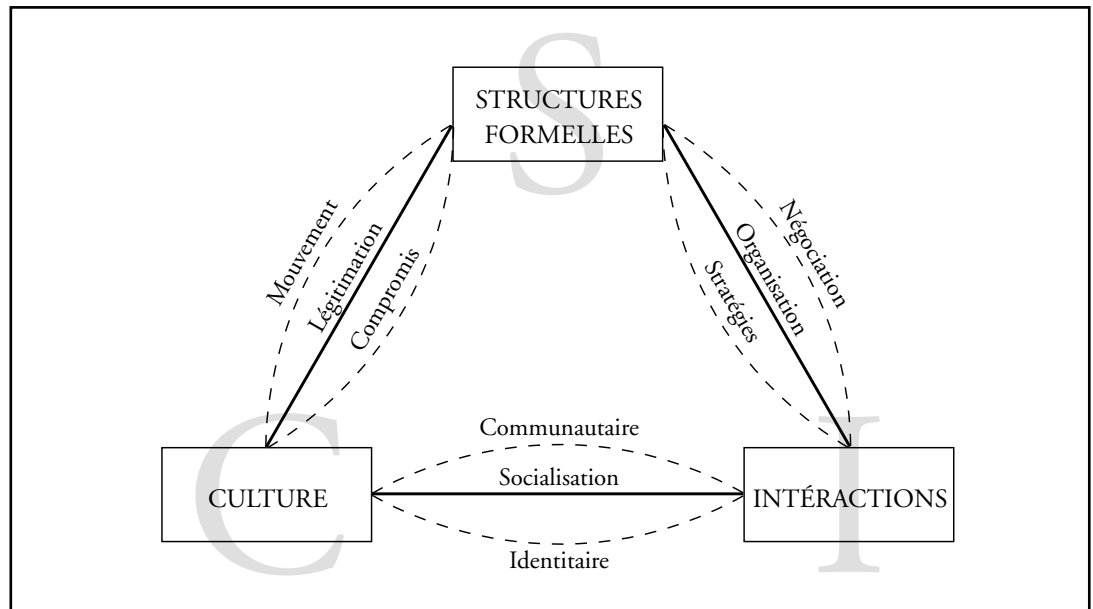 S
STRUCTURES
FORMELLES
Mouvement
Légitimation
Compromis
Stratégies
Organisation
Négociation
C
CULTURE
Communautaire
Socialisation
Identitaire
I
INTÉRACTIONS